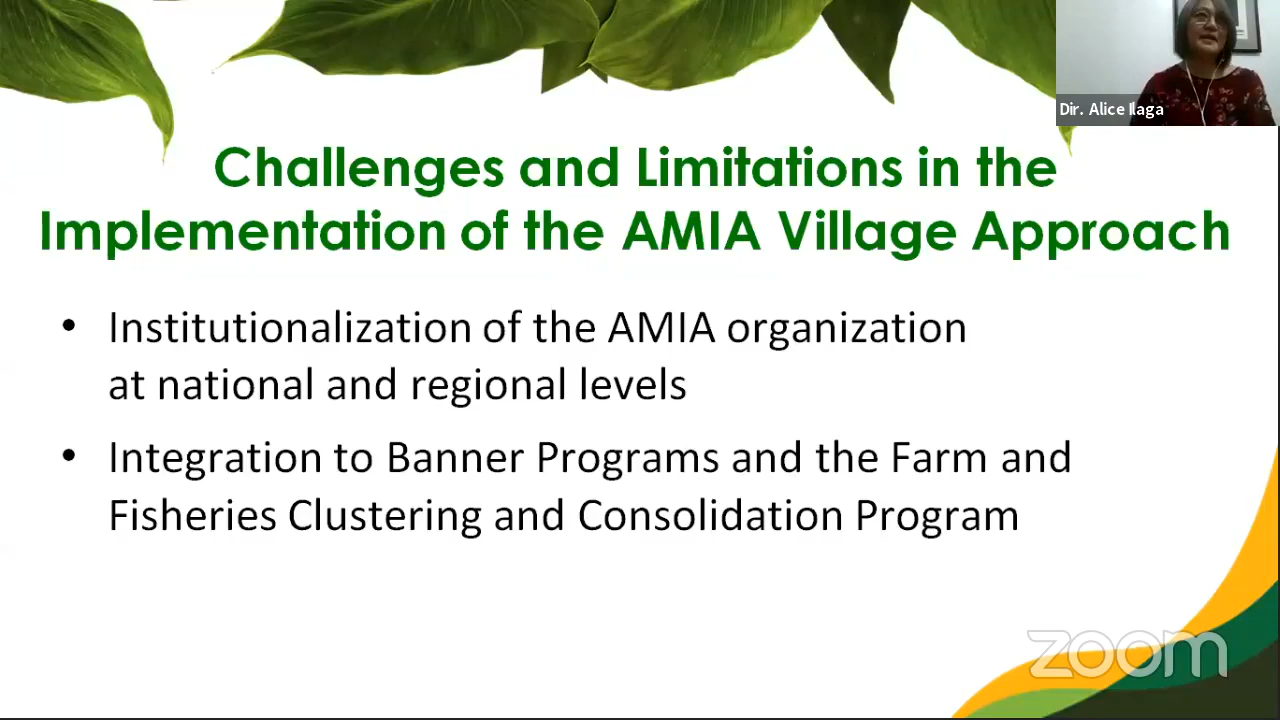 Dir. Alice Ilaga
Challenges and Limitations in the
Implementation of the AMIA Village Approach
• Institutionalization of the AMIA organization
at national and regional levels
• Integration to Banner Programs and the Farm and
Fisheries Clustering and Consolidation Program
zoom